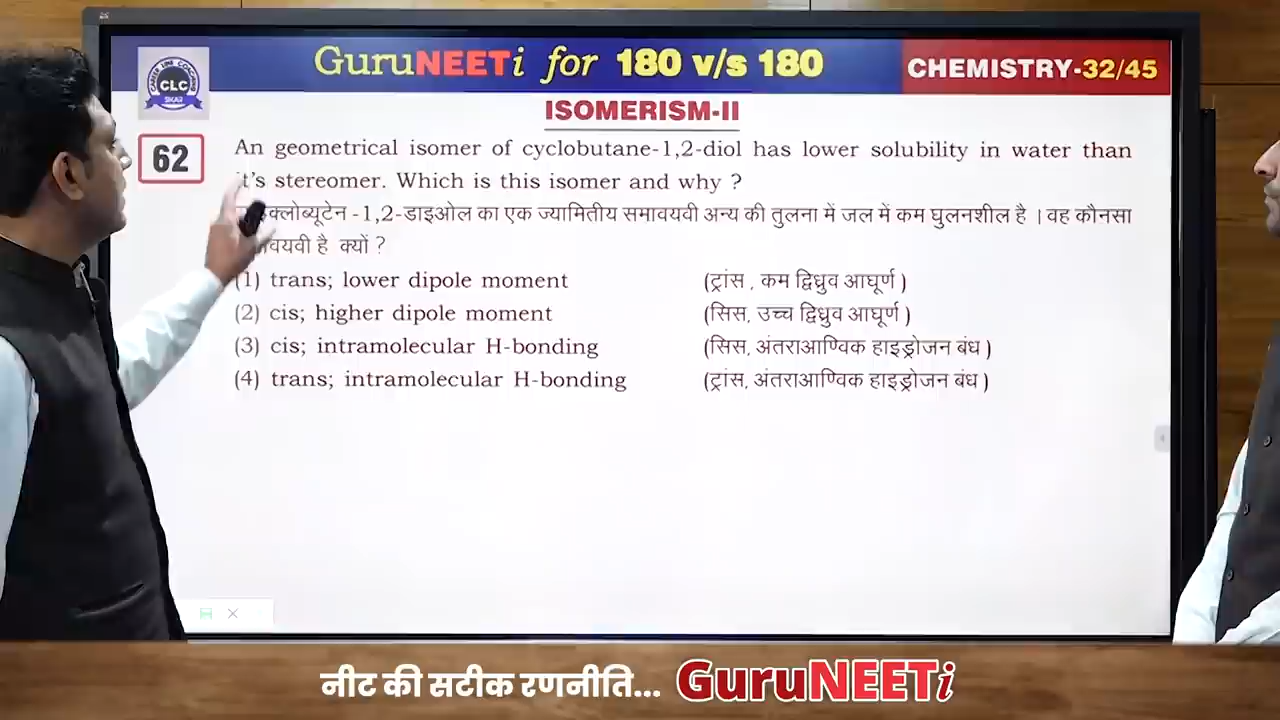 GuruNEETi for 180 v/s 180
CHEMISTRY-32/45
CLC
SIKAR
ISOMERISM-II
62
An geometrical isomer of cyclobutane-1,2-diol has lower solubility in water than
it's stereomer. Which is this isomer and why ?
-1,2-डाइओल का एक ज्यामितीय समावयवी अन्य की तुलना में जल में कम घुलनशील है । वह कौनसा
है क्यों ?
(1) trans; lower dipole moment (ट्रांस , कम द्विध्रुव आघूर्ण )
(2) cis; higher dipole moment (सिस, उच्च द्विध्रुव आघूर्ण )
(3) cis; intramolecular H-bonding (सिस, अंतराआण्विक हाइड्रोजन बंध )
(4) trans; intramolecular H-bonding (ट्रांस, अंतराआण्विक हाइड्रोजन बंध )
नीट की सटीक रणनीति... GuruNEETi